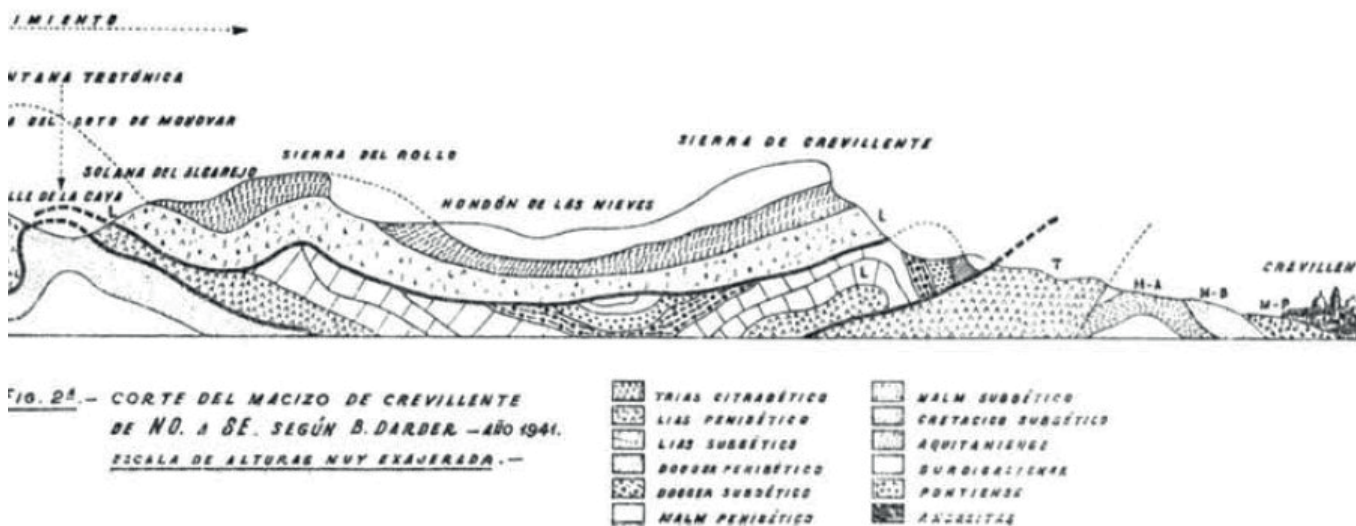 IMIENTO
NTANA TECTÓNICA
DEL COTO DE MONOVAR
SIERRA DE CREVILLENTE
SIERRA DEL ROLLO
SOLANA DEL ALGAREJO
LLE DE LA CAVA
HONDÓN DE LAS NIEVES
L
L
L
T
M-A
M-B
M-P
CREVILLEN
FIG. 2ª.- CORTE DEL MACIZO DE CREVILLENTE
DE NO. A SE. SEGÚN B. DARDER - AÑO 1941.
ESCALA DE ALTURAS MUY EXAJERADA.-
TRIAS CITRABÉTICO
LIAS PENIBÉTICO
LIAS SUBBÉTICO
DOGGER PENIBÉTICO
DOGGER SUBBÉTICO
MALM PENIBÉTICO
MALM SUBBÉTICO
CRETACICO SUBBÉTICO
AQUITANIENSE
BURDIGALIENSE
PONTIENSE